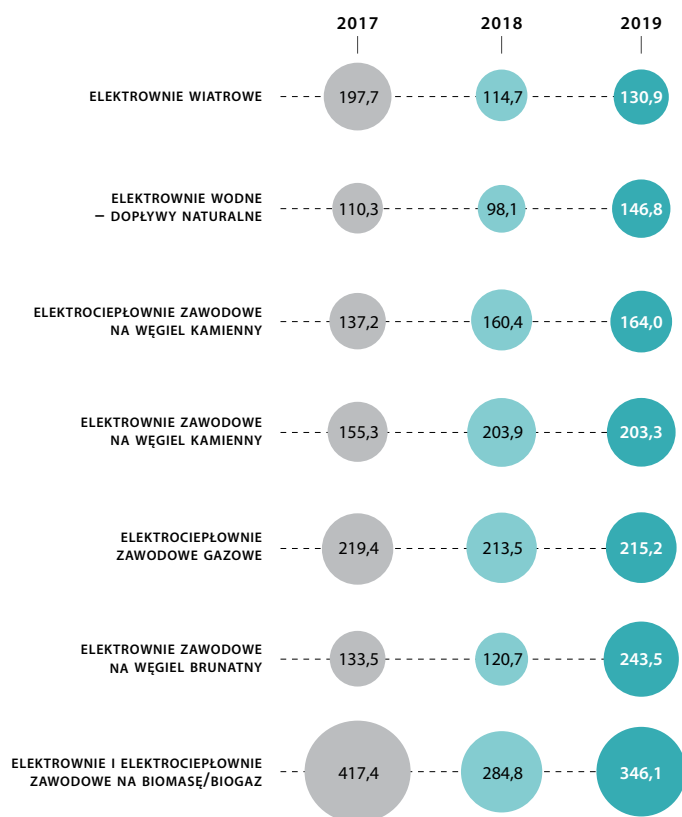 2017 2018 2019
ELEKTROWNIE WIATROWE 197,7 114,7 130,9
ELEKTROWNIE WODNE
– DOPŁYWY NATURALNE 110,3 98,1 146,8
ELEKTROCIEPŁOWNIE ZAWODOWE
NA WĘGIEL KAMIENNY 137,2 160,4 164,0
ELEKTROWNIE ZAWODOWE
NA WĘGIEL KAMIENNY 155,3 203,9 203,3
ELEKTROCIEPŁOWNIE
ZAWODOWE GAZOWE 219,4 213,5 215,2
ELEKTROWNIE ZAWODOWE
NA WĘGIEL BRUNATNY 133,5 120,7 243,5
ELEKTROWNIE I ELEKTROCIEPŁOWNIE
ZAWODOWE NA BIOMASĘ/BIOGAZ 417,4 284,8 346,1